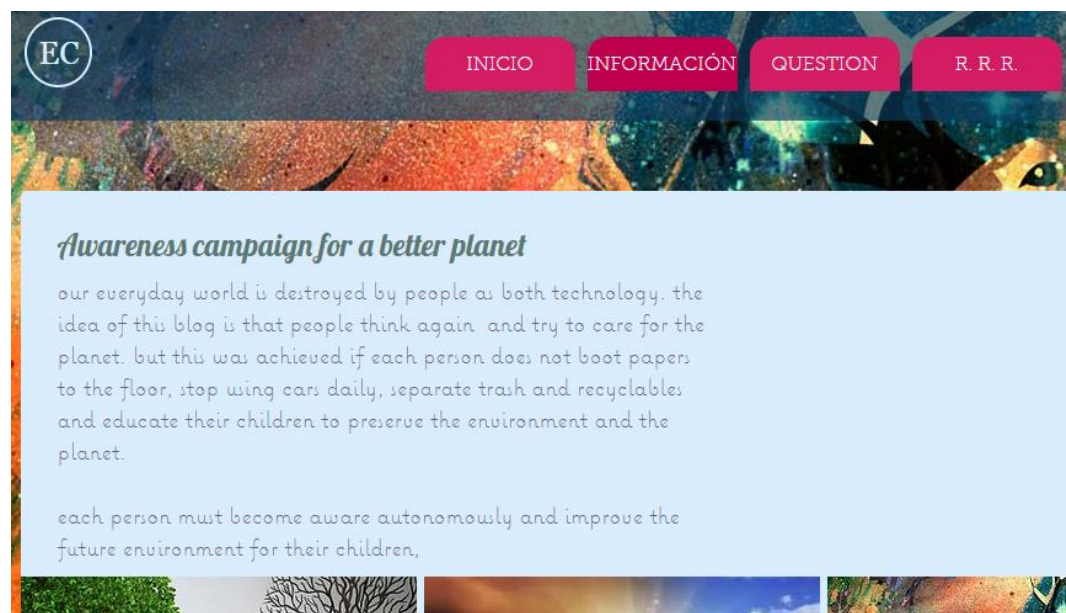 EC
INICIO
INFORMACIÓN
QUESTION
R. R. R.
Awareness campaign for a better planet
our everyday world is destroyed by people as both technology. the
idea of this blog is that people think again and try to care for the
planet. but this was achieved if each person does not boot papers
to the floor, stop using cars daily, separate trash and recyclables
and educate their children to preserve the environment and the
planet.
each person must become aware autonomously and improve the
future environment for their children,